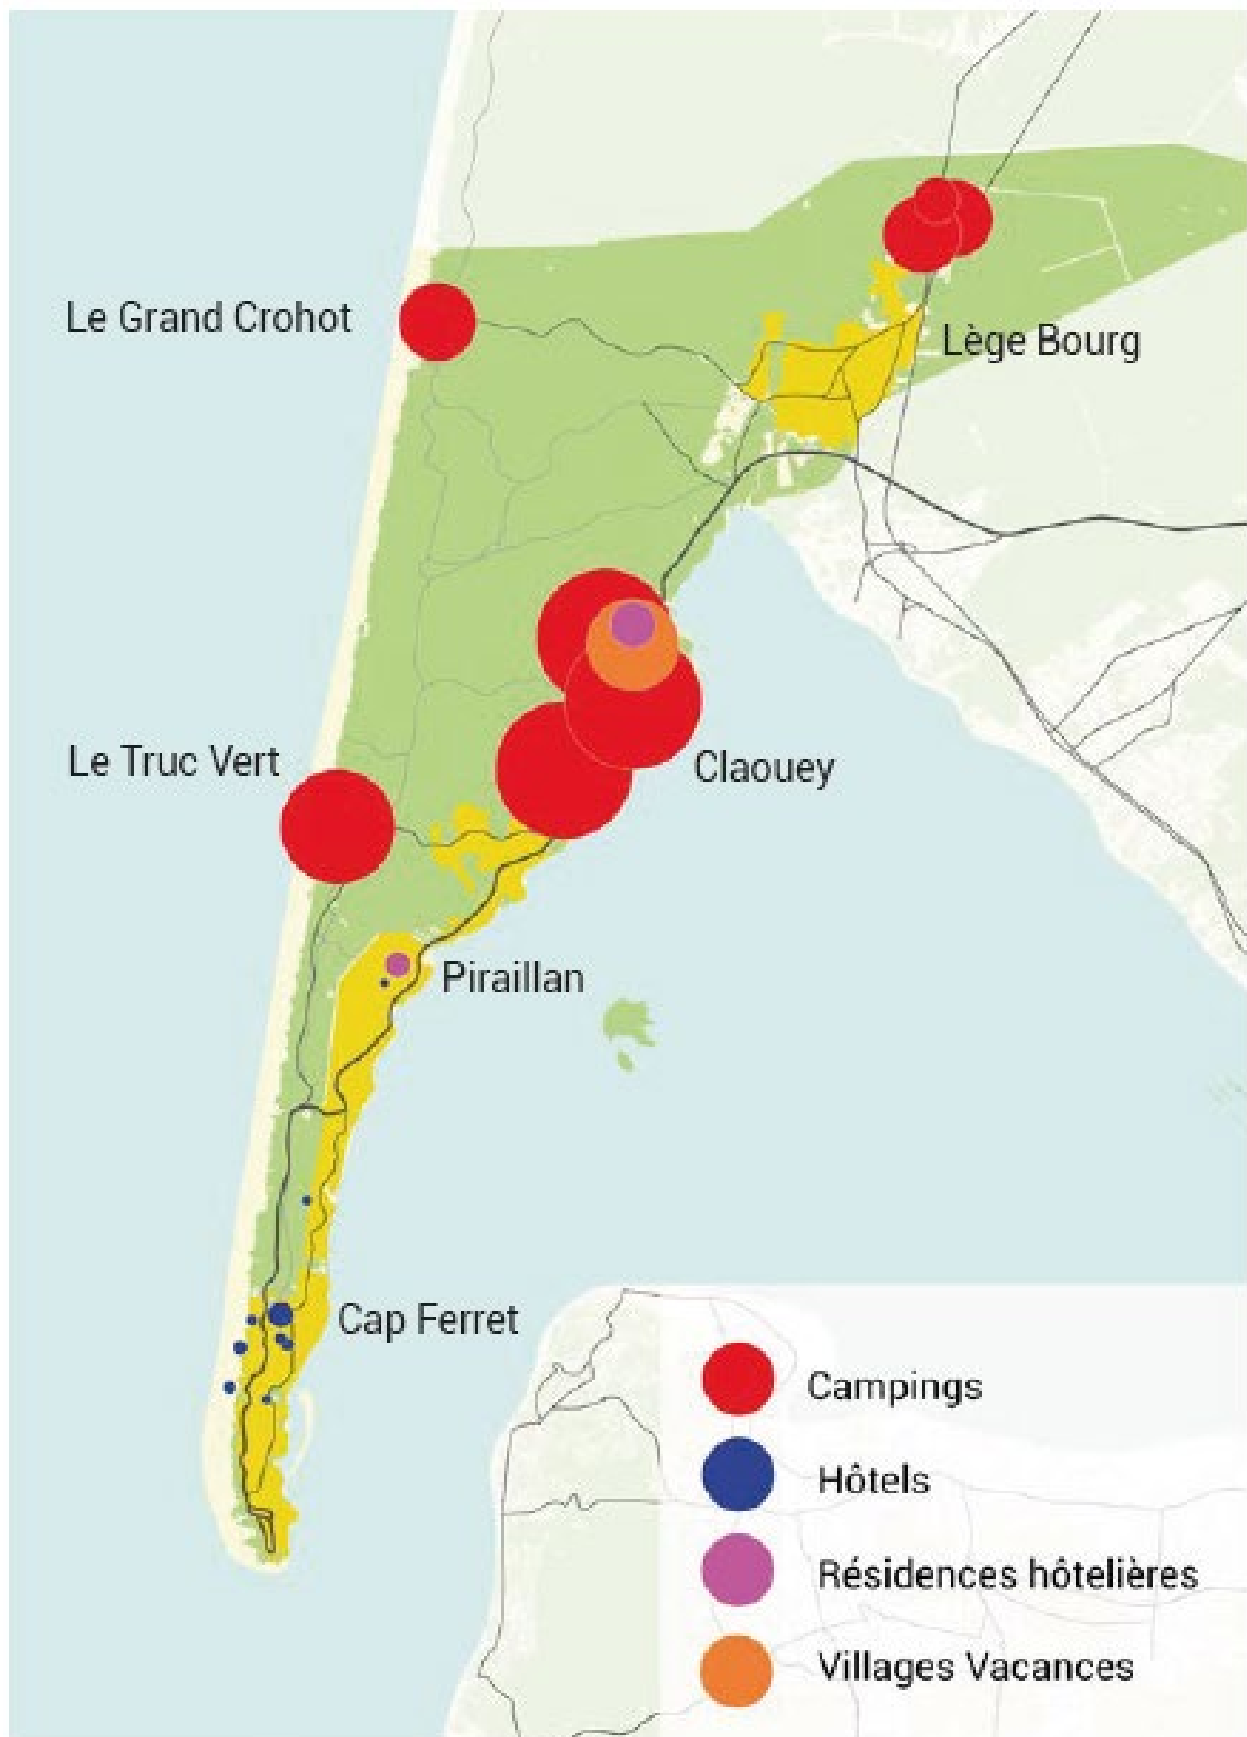 Le Grand Crohot
Lège Bourg
Le Truc Vert
Claouey
Piraillan
Cap Ferret
Campings
Hôtels
Résidences hôtelières
Villages Vacances